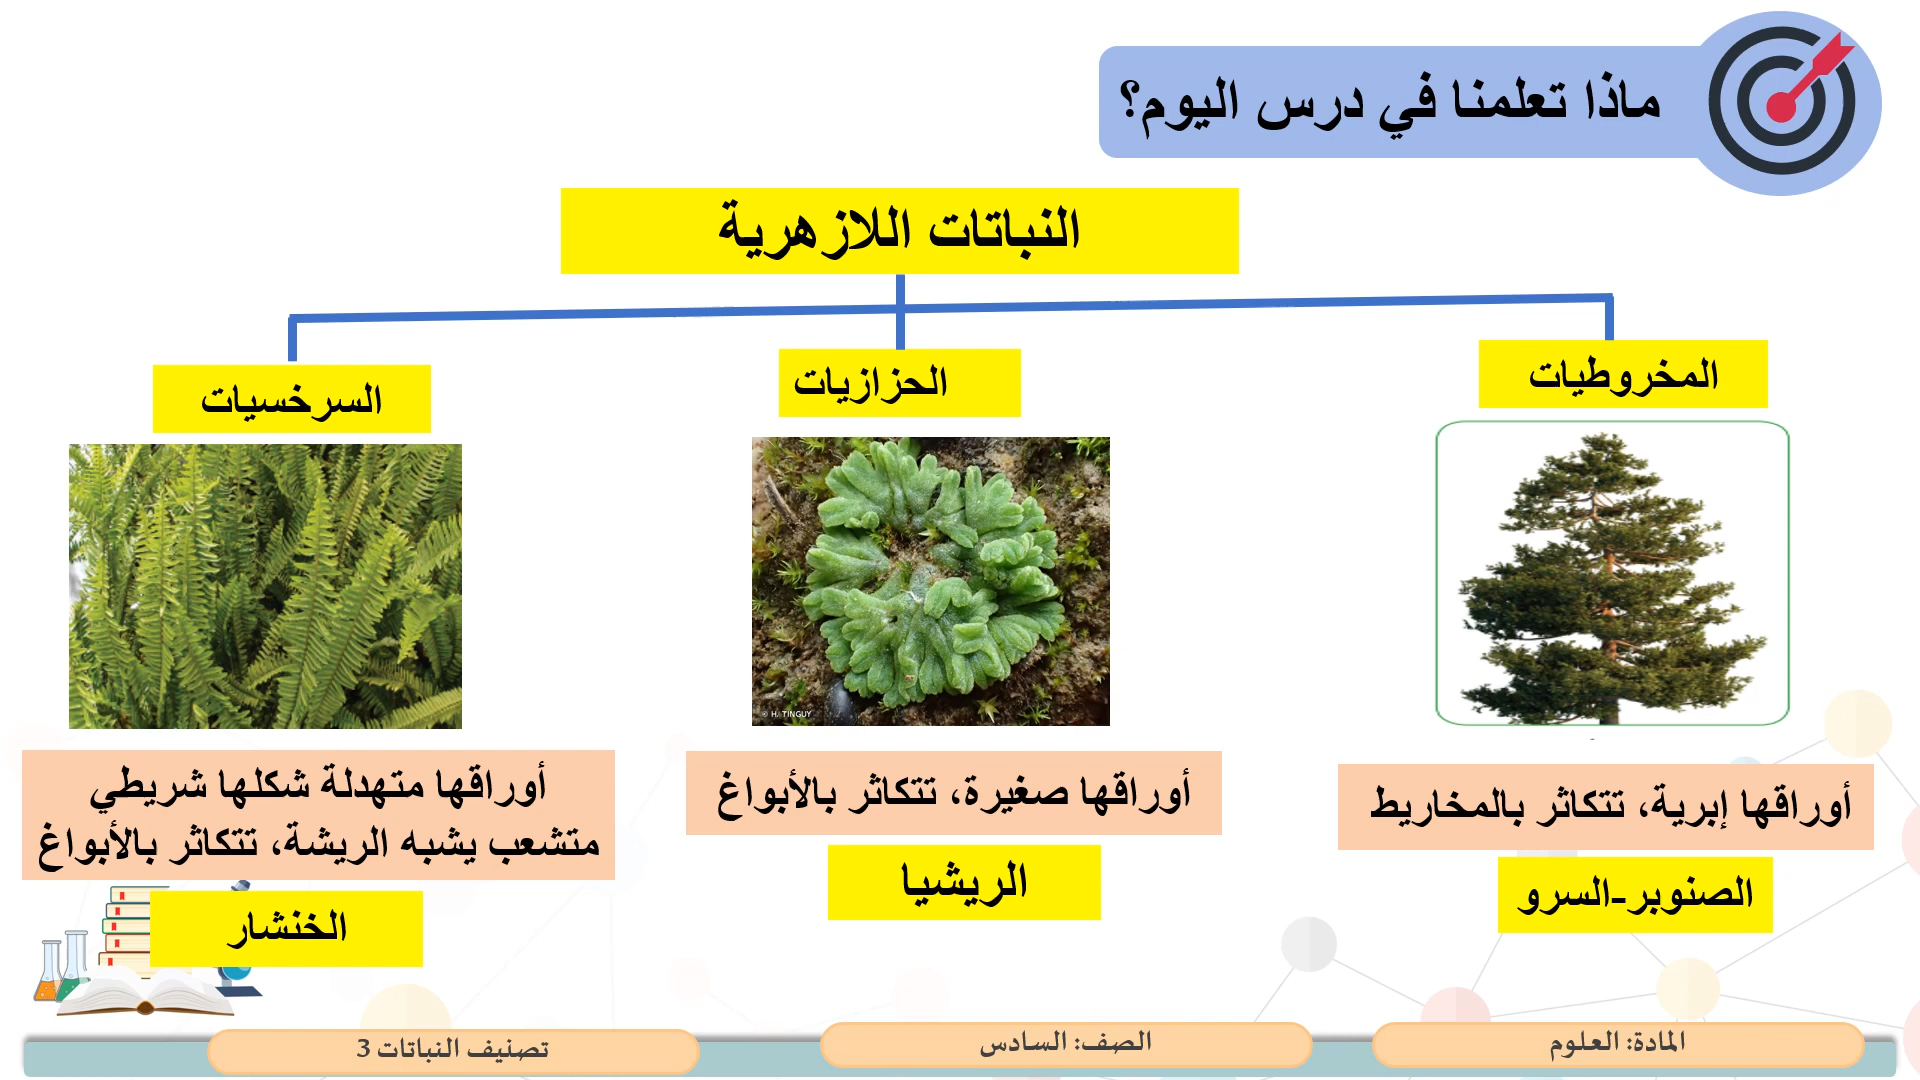 ماذا تعلمنا في درس اليوم؟
النباتات اللازهرية
المخروطيات
الحزازيات
السرخسيات
© H. TINGUY
أوراقها إبرية، تتكاثر بالمخاريط
الصنوبر-السرو
أوراقها صغيرة، تتكاثر بالأبواغ
الريشيا
أوراقها متهدلة شكلها شريطي
متشعب يشبه الريشة، تتكاثر بالأبواغ
الخنشار
المادة: العلوم
الصف: السادس
تصنيف النباتات 3